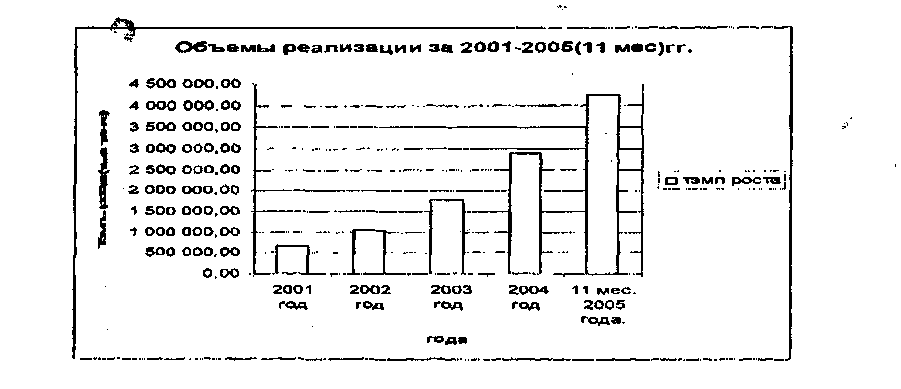 Объемы реализации за 2001-2005(11 мес)гг.
4 500 000,00
4 000 000,00
3 500 000,00
3 000 000,00
2 500 000,00
2 000 000,00
1 500 000,00
1 000 000,00
500 000,00
0,00
2001 год
2002 год
2003 год
2004 год
11 мес. 2005 года.
года
темп роста